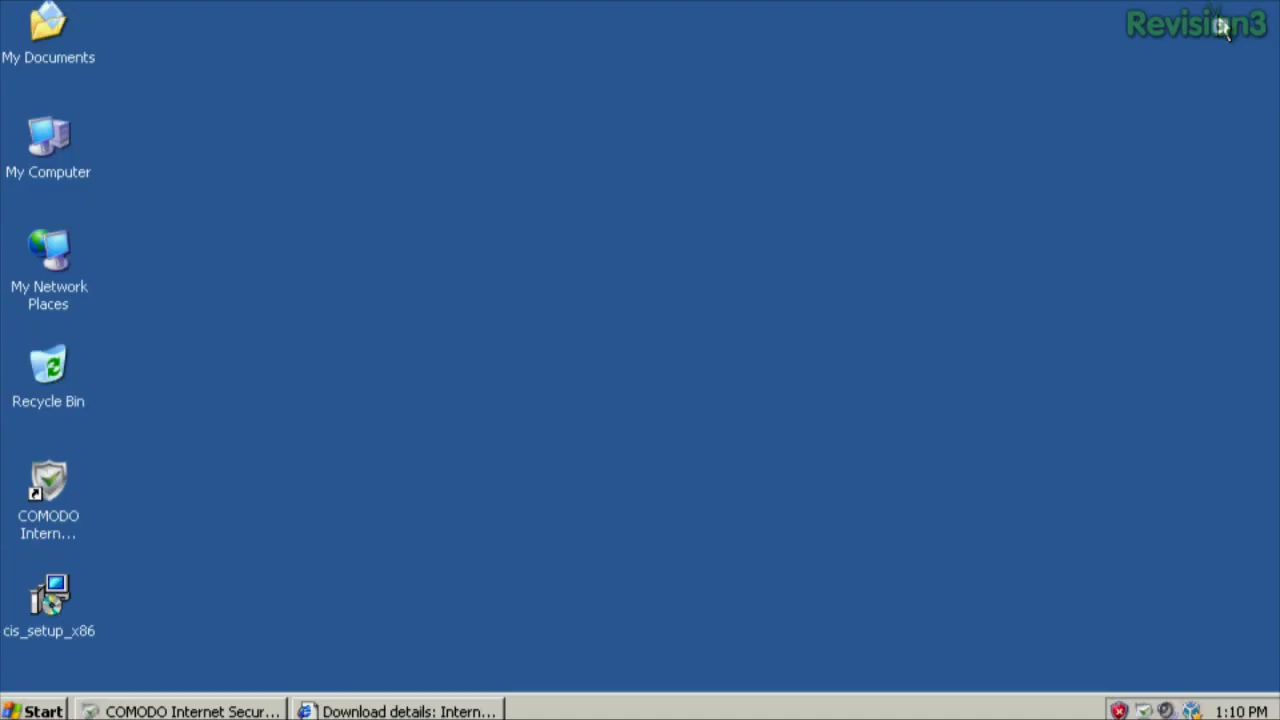 My Documents
Revision3
My Computer
My Network
Places
Recycle Bin
COMODO
Intern...
cis_setup_x86
Start
COMODO Internet Secur...
Download details: Intern...
1:10 PM